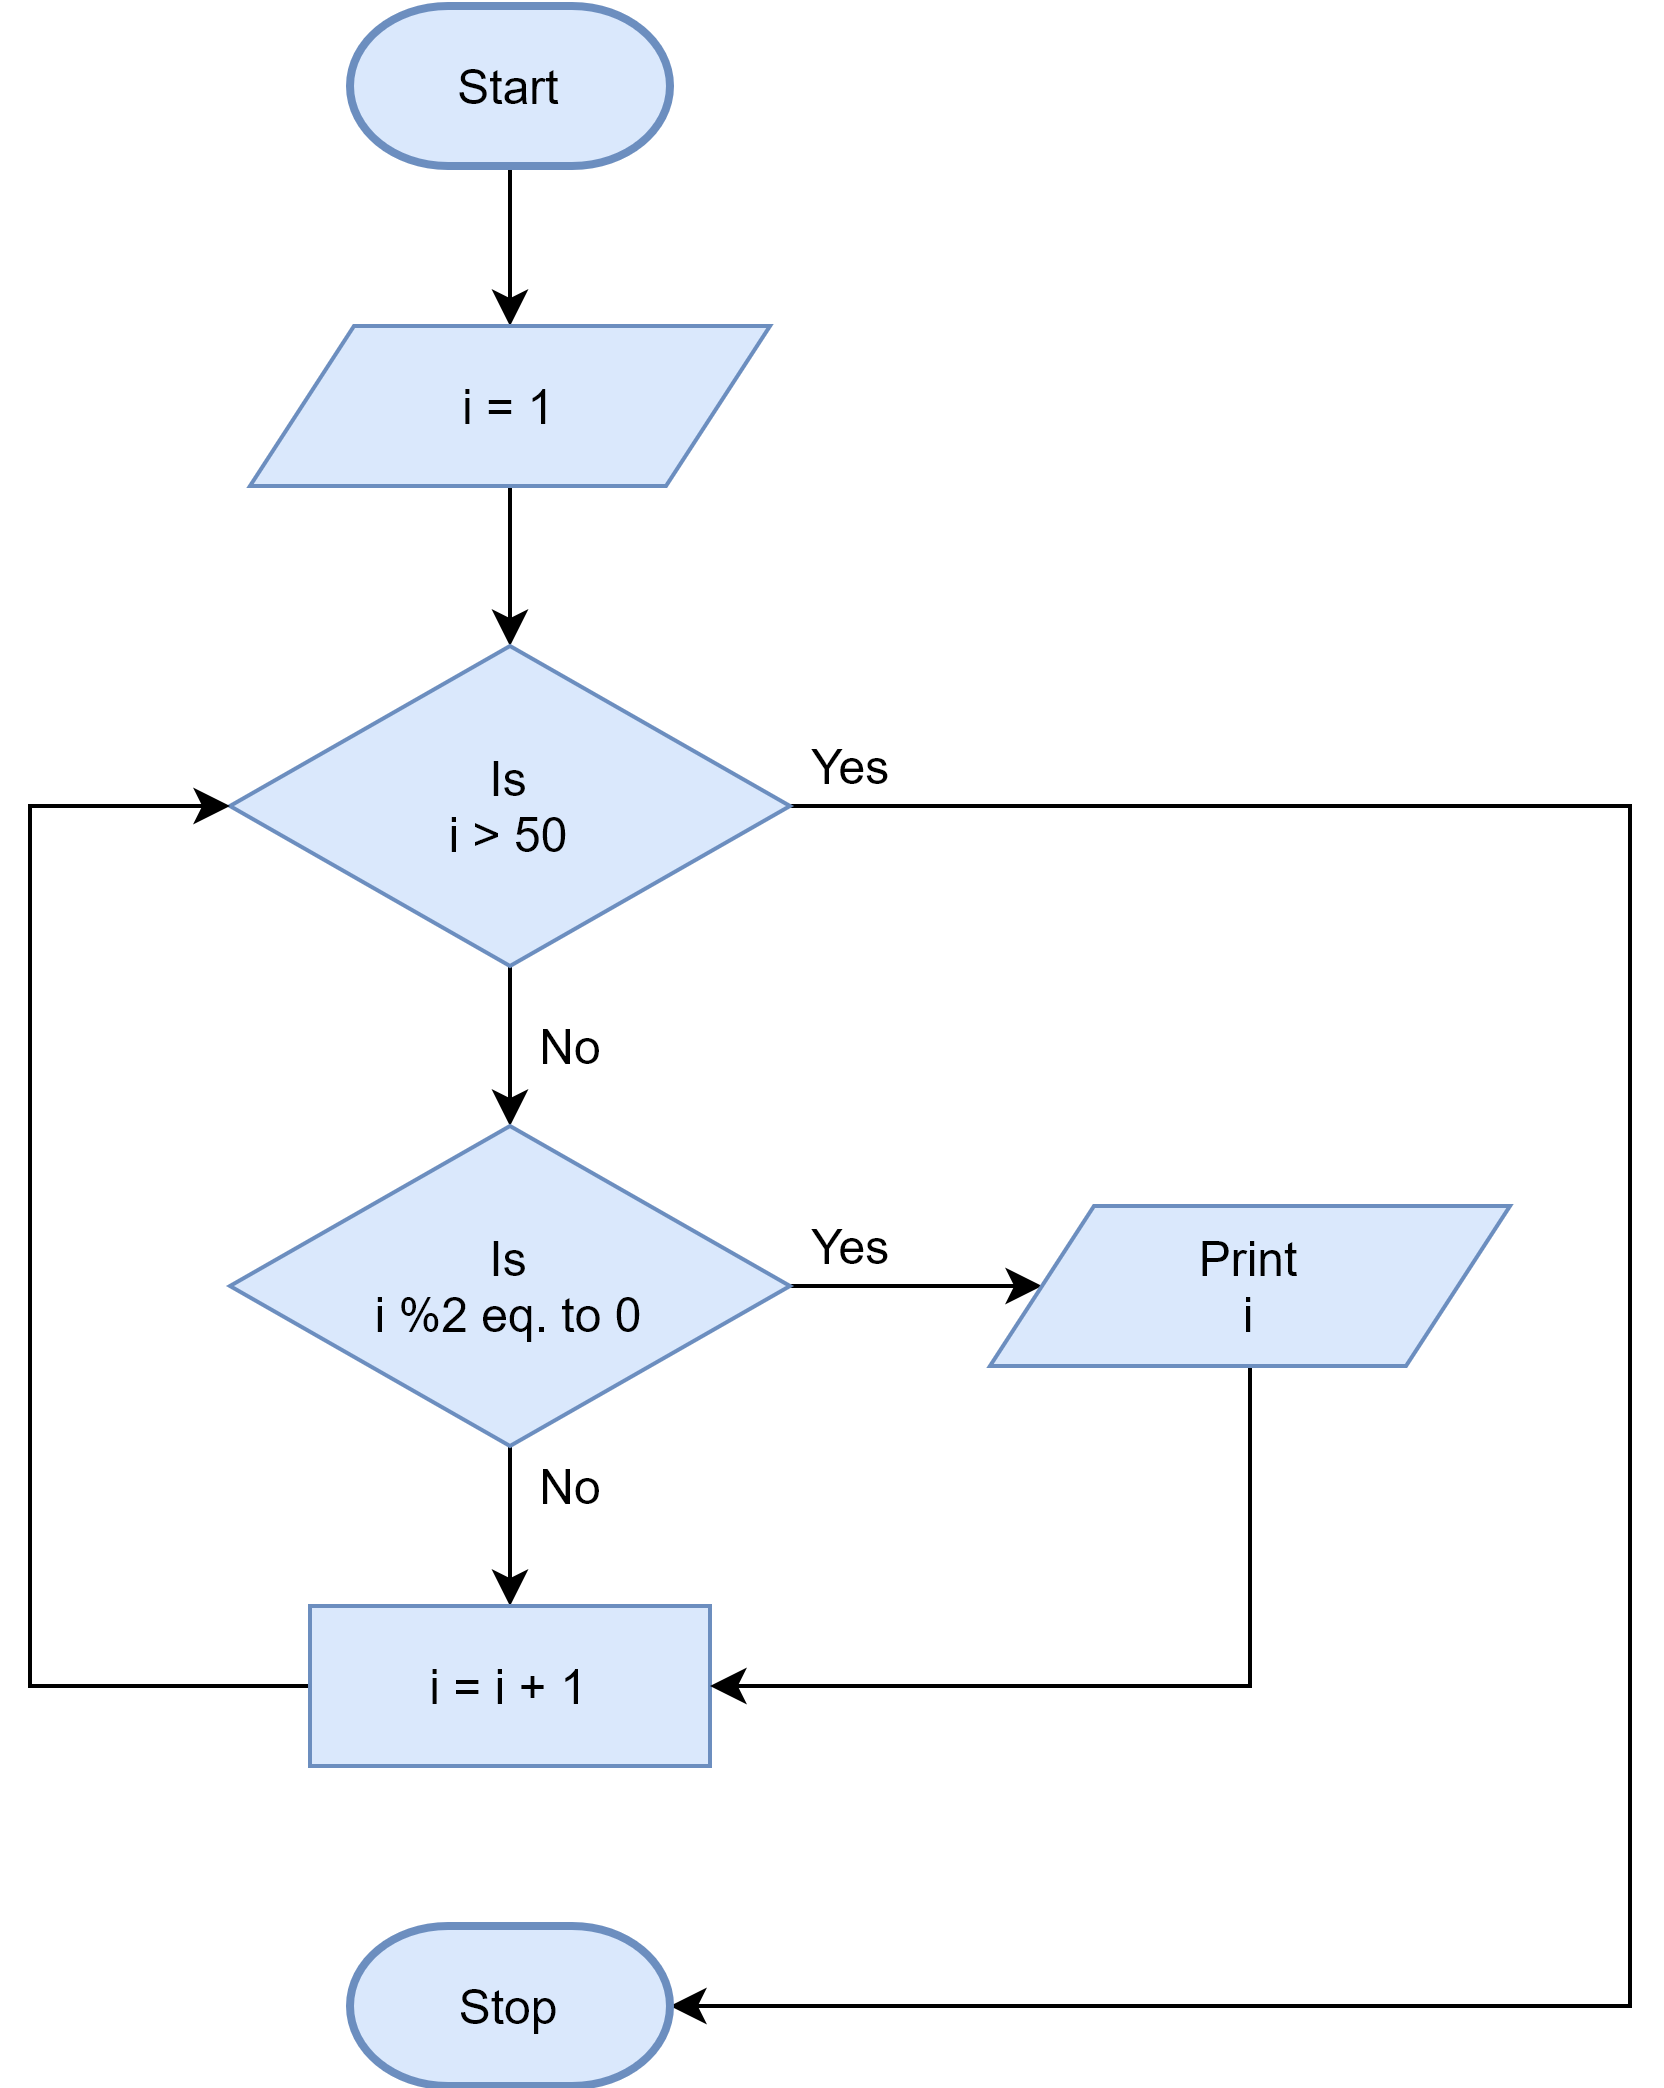 Start
i = 1
Is
i > 50
Yes
No
Is
i %2 eq. to 0
Yes
Print
i
No
i = i + 1
Stop